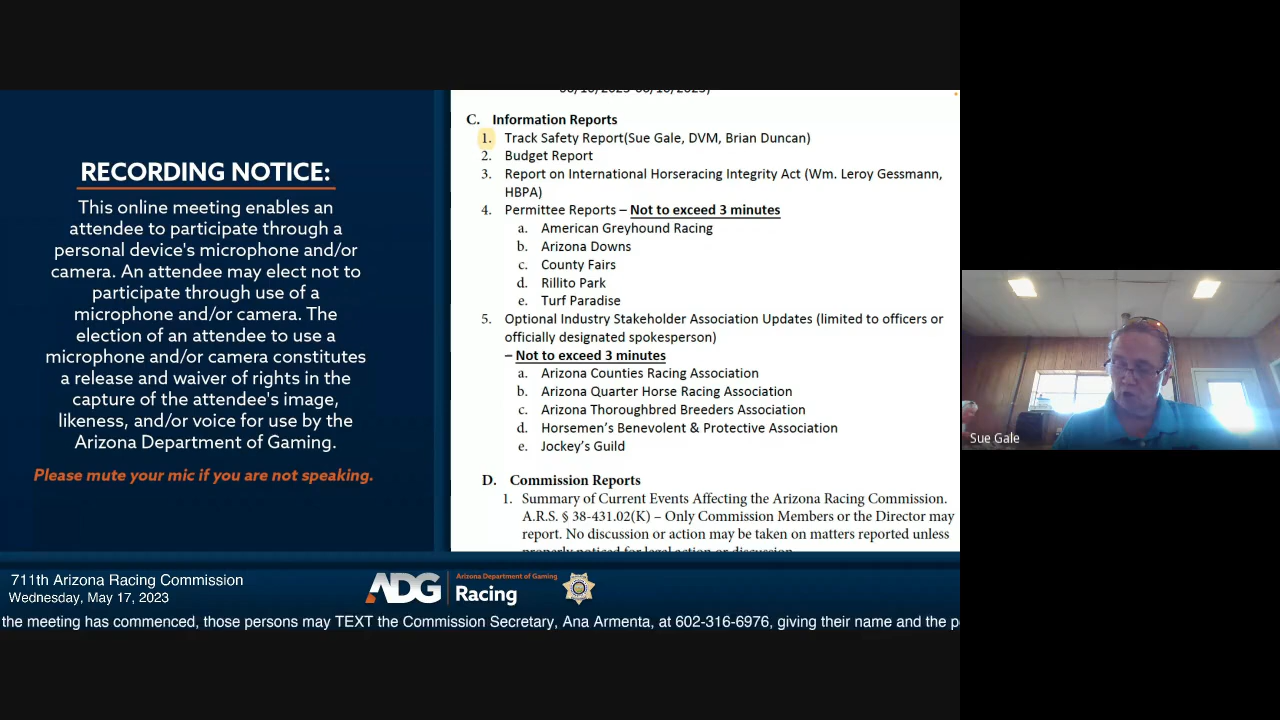 RECORDING NOTICE:
This online meeting enables an
attendee to participate through a
personal device's microphone and/or
camera. An attendee may elect not to
participate through use of a
microphone and/or camera. The
election of an attendee to use a
microphone and/or camera constitutes
a release and waiver of rights in the
capture of the attendee's image,
likeness, and/or voice for use by the
Arizona Department of Gaming.
Please mute your mic if you are not speaking.
C. Information Reports
1. Track Safety Report(Sue Gale, DVM, Brian Duncan)
2. Budget Report
3. Report on International Horseracing Integrity Act (Wm. Leroy Gessmann,
HBPA)
4. Permittee Reports – Not to exceed 3 minutes
a. American Greyhound Racing
b. Arizona Downs
c. County Fairs
d. Rillito Park
e. Turf Paradise
5. Optional Industry Stakeholder Association Updates (limited to officers or
officially designated spokesperson)
– Not to exceed 3 minutes
a. Arizona Counties Racing Association
b. Arizona Quarter Horse Racing Association
c. Arizona Thoroughbred Breeders Association
d. Horsemen's Benevolent & Protective Association
e. Jockey's Guild
D. Commission Reports
1. Summary of Current Events Affecting the Arizona Racing Commission.
A.R.S. § 38-431.02(K) – Only Commission Members or the Director may
report. No discussion or action may be taken on matters reported unless
properly noticed for legal action or discussion.
Sue Gale
711th Arizona Racing Commission
Wednesday, May 17, 2023
ADG
Arizona Department of Gaming
Racing
the meeting has commenced, those persons may TEXT the Commission Secretary, Ana Armenta, at 602-316-6976, giving their name and the